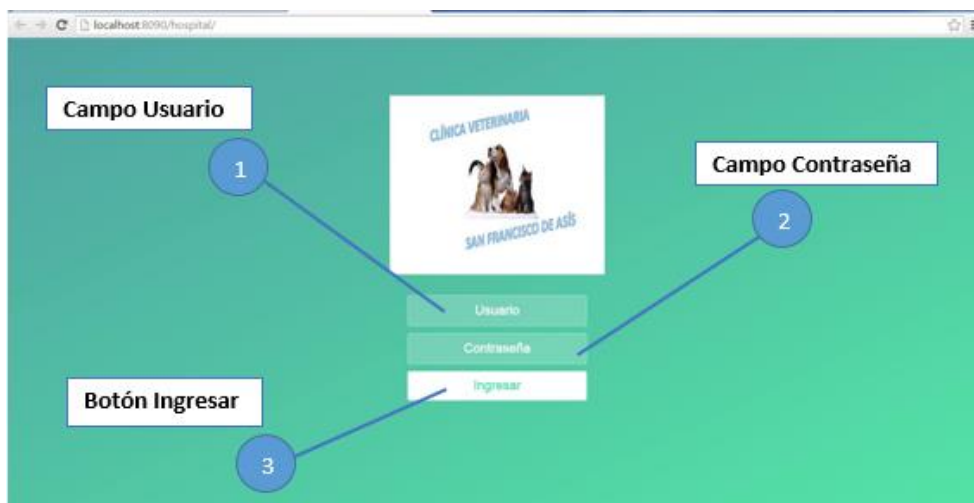 localhost:8090/hospital/
Campo Usuario
1
CLÍNICA VETERINARIA
SAN FRANCISCO DE ASÍS
Campo Contraseña
2
Usuario
Contraseña
Ingresar
Botón Ingresar
3